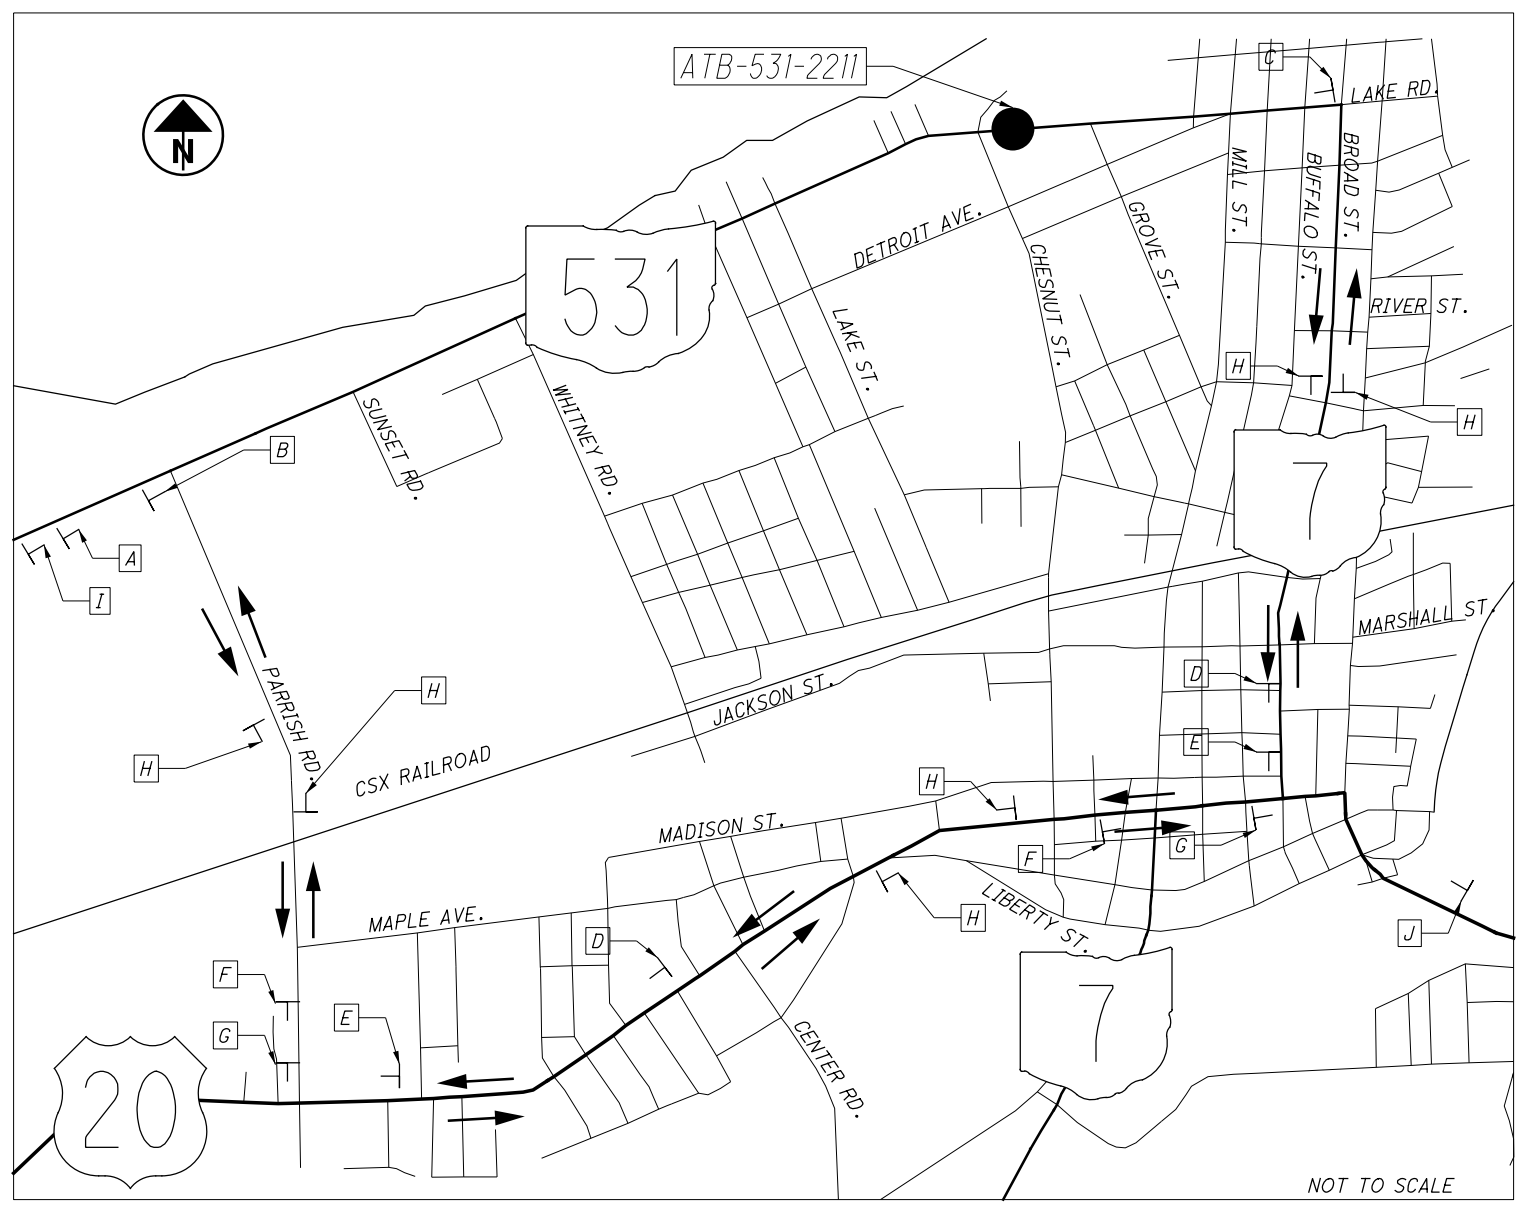 ATB-531-2211
C
LAKE RD.
N
MILL ST.
BUFFALO ST.
BROAD ST.
DETROIT AVE.
GROVE ST.
CHESNUT ST.
531
LAKE ST.
RIVER ST.
H
H
SUNSET RD.
WHITNEY RD.
B
7
A
I
MARSHALL ST.
PARRISH RD.
H
D
JACKSON ST.
E
H
CSX RAILROAD
H
MADISON ST.
F
G
LIBERTY ST.
H
J
MAPLE AVE.
D
F
E
G
7
CENTER RD.
20
NOT TO SCALE